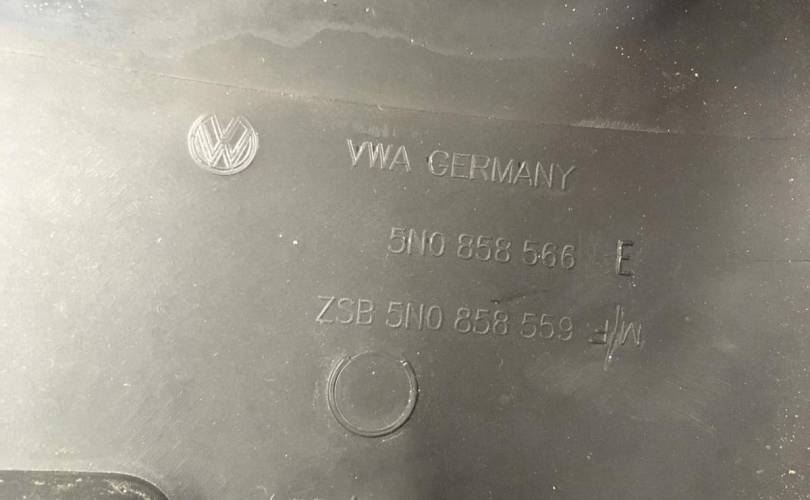 VWA GERMANY
5N0 858 566 E
ZSB 5N0 858 559 F/M